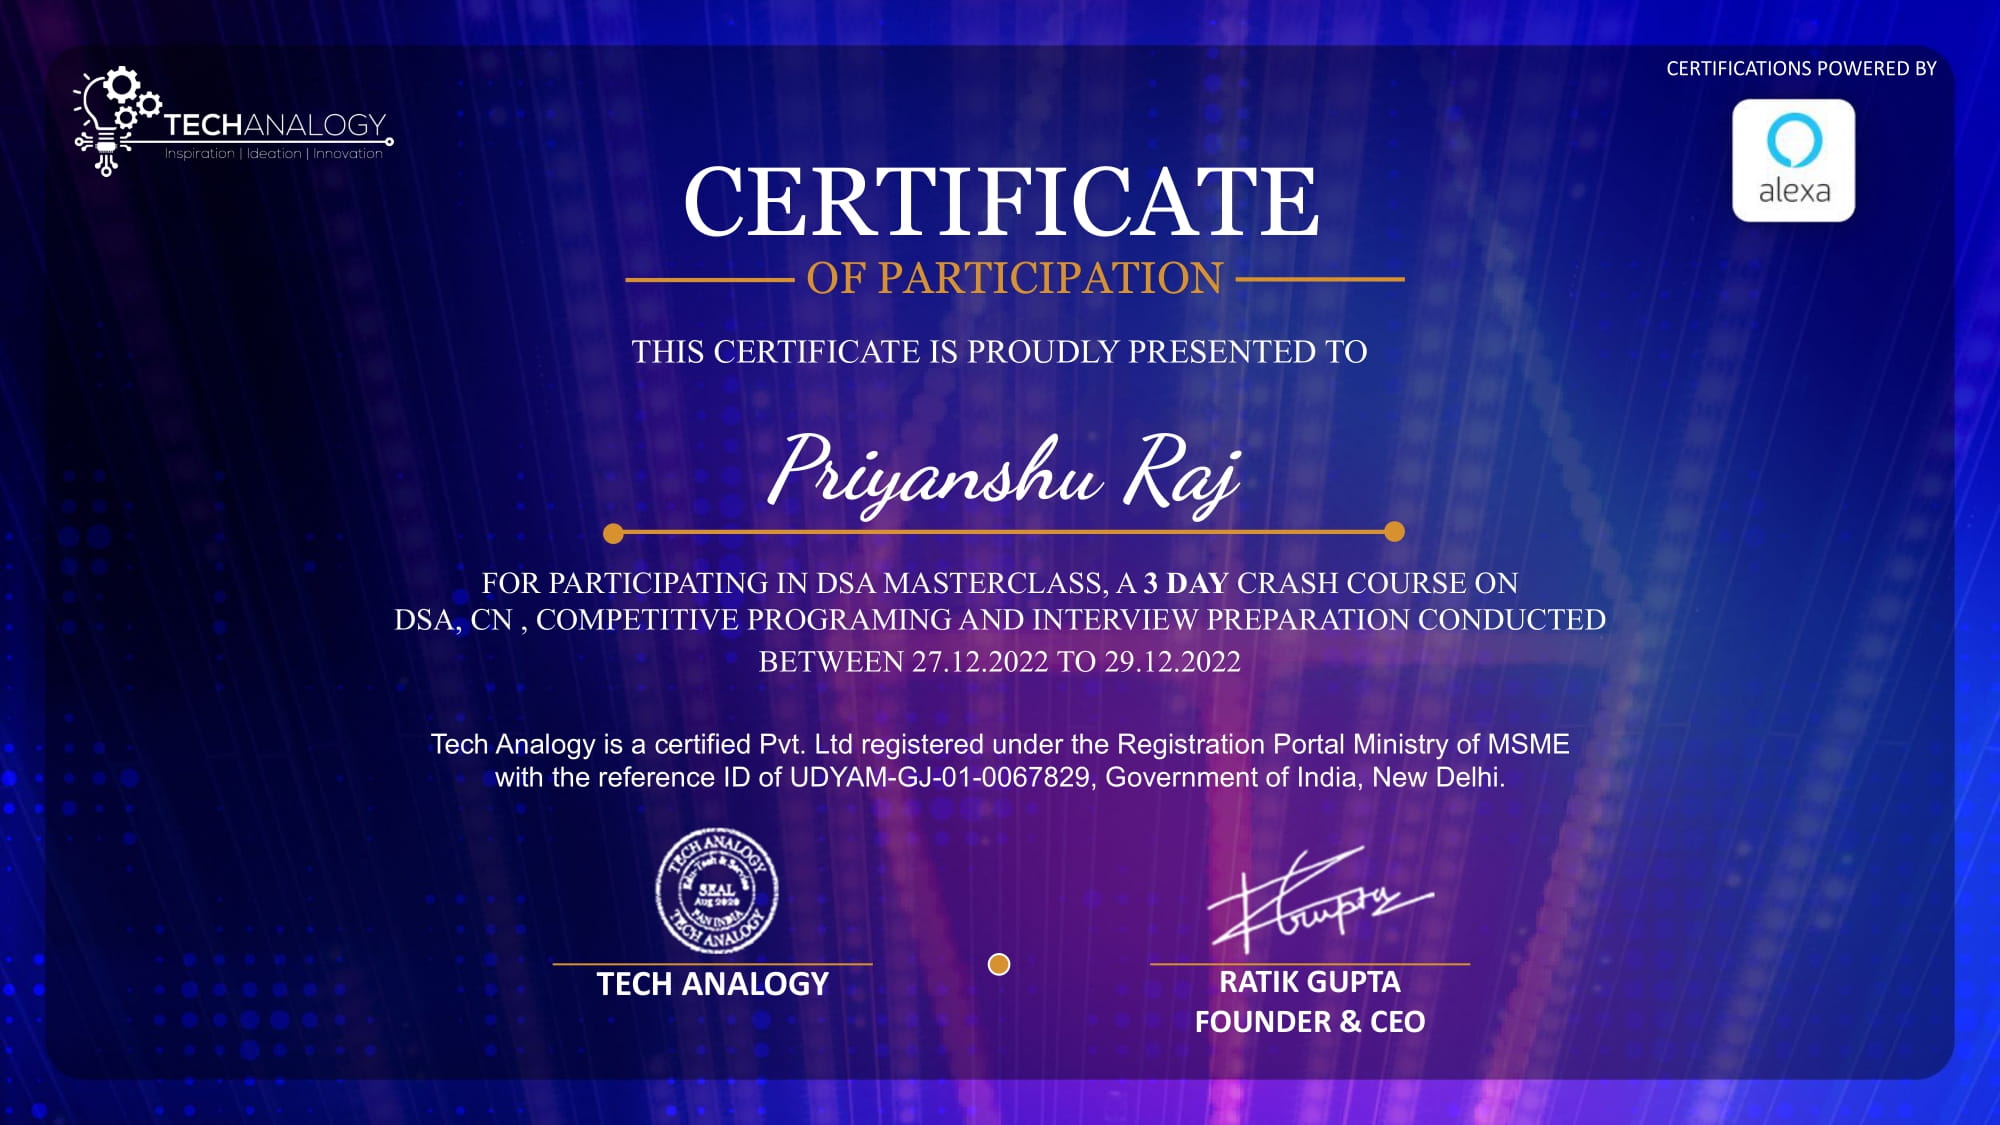 TECHANALOGY
Inspiration | Ideation | Innovation
CERTIFICATIONS POWERED BY
alexa
CERTIFICATE
OF PARTICIPATION
THIS CERTIFICATE IS PROUDLY PRESENTED TO
Priyanshu Raj
FOR PARTICIPATING IN DSA MASTERCLASS, A 3 DAY CRASH COURSE ON
DSA, CN , COMPETITIVE PROGRAMING AND INTERVIEW PREPARATION CONDUCTED
BETWEEN 27.12.2022 TO 29.12.2022
Tech Analogy is a certified Pvt. Ltd registered under the Registration Portal Ministry of MSME
with the reference ID of UDYAM-GJ-01-0067829, Government of India, New Delhi.
TECH ANALOGY
Edu-Tech & Service
SEAL
Aug 2020
PAN INDIA
TECH ANALOGY
RGupta
TECH ANALOGY
RATIK GUPTA
FOUNDER & CEO